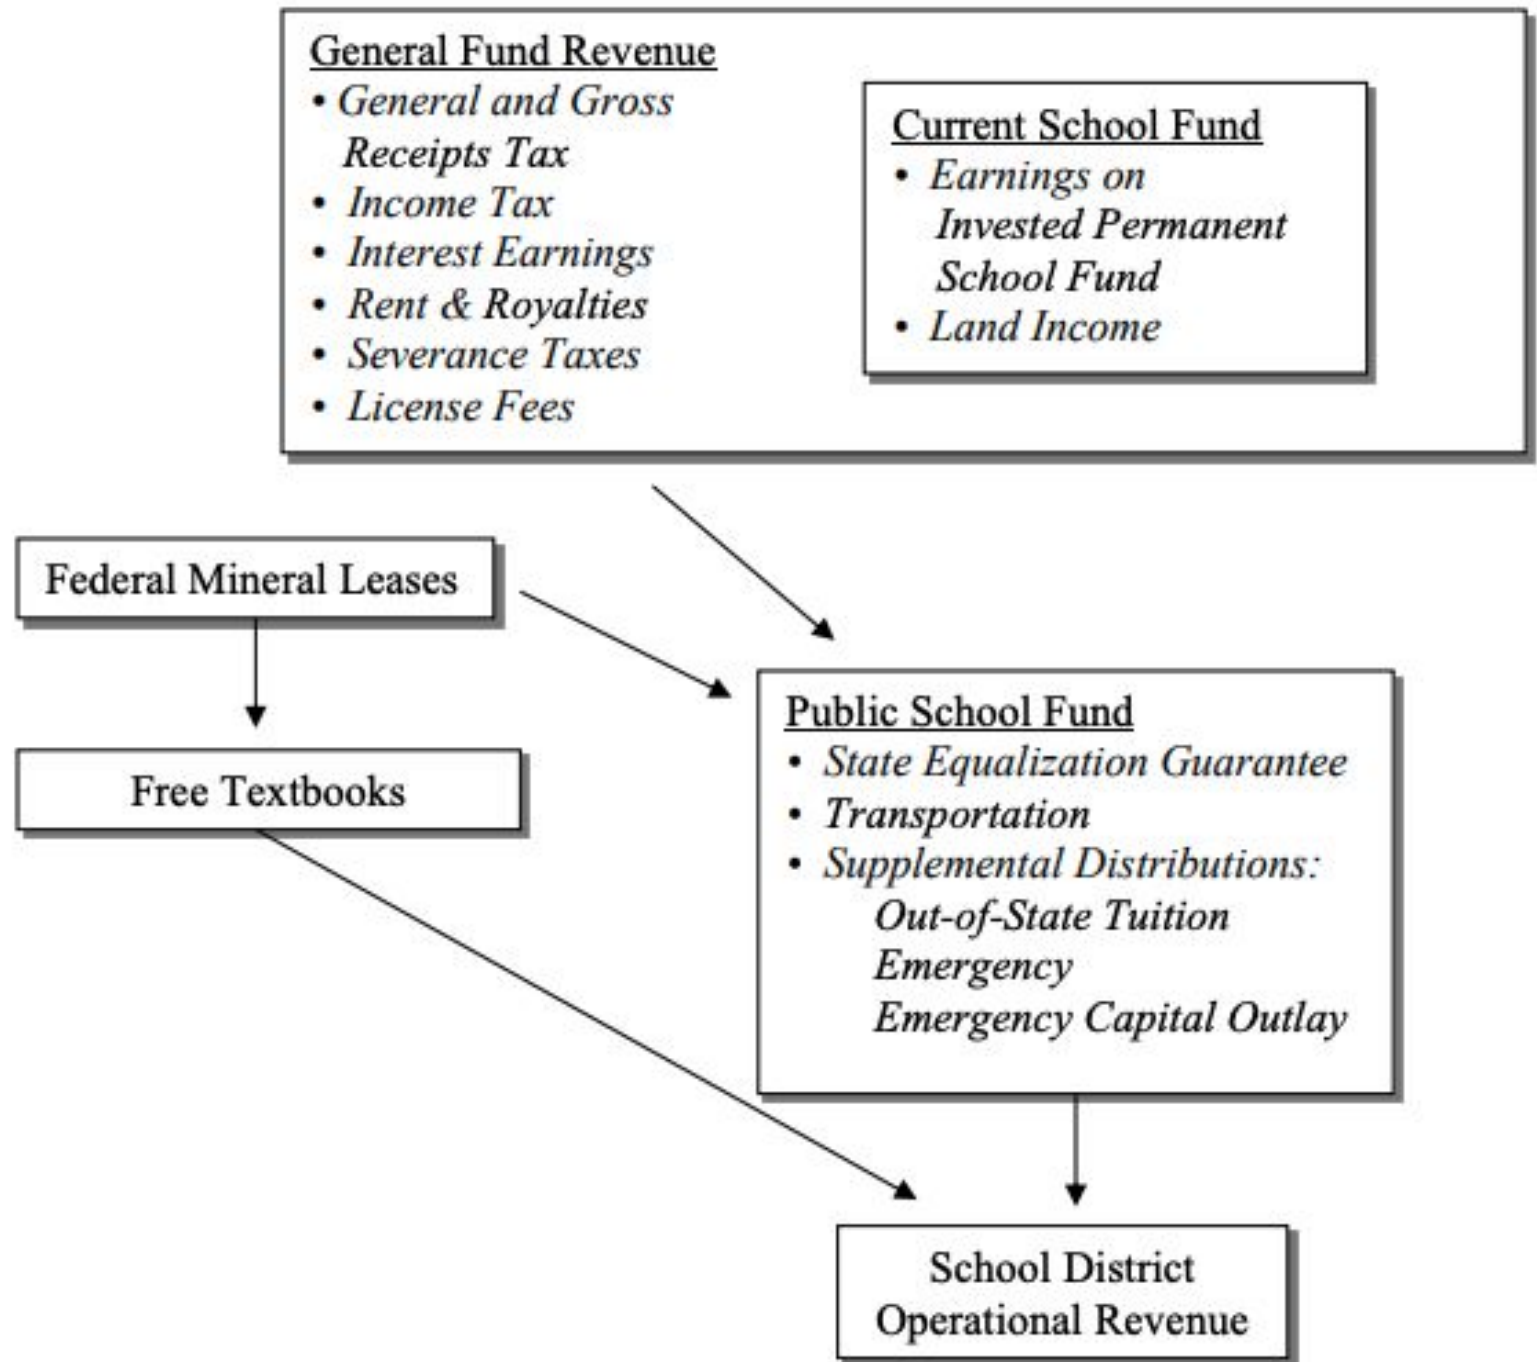 General Fund Revenue
• General and Gross
Receipts Tax
• Income Tax
• Interest Earnings
• Rent & Royalties
• Severance Taxes
• License Fees
Current School Fund
• Earnings on
Invested Permanent
School Fund
• Land Income
Federal Mineral Leases
Free Textbooks
Public School Fund
• State Equalization Guarantee
• Transportation
• Supplemental Distributions:
Out-of-State Tuition
Emergency
Emergency Capital Outlay
School District
Operational Revenue